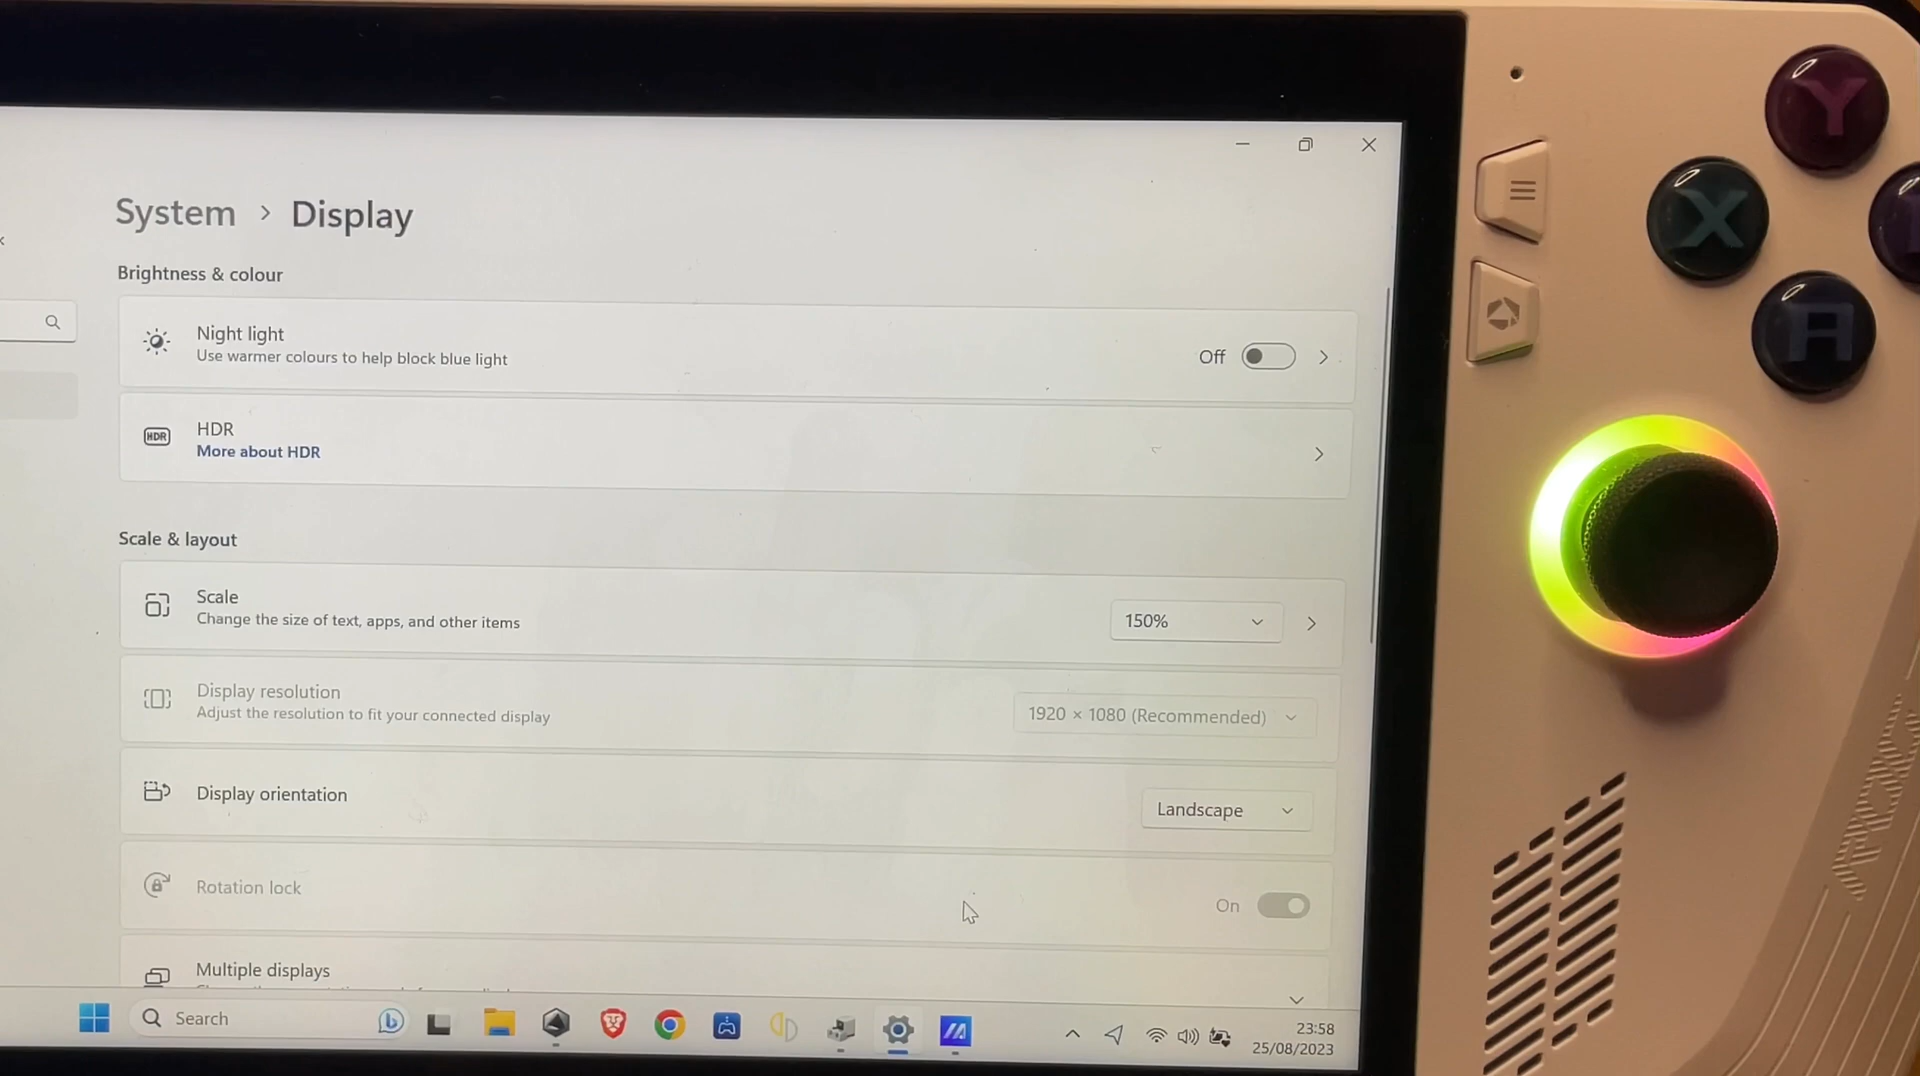 System > Display
Brightness & colour
Night light
Use warmer colours to help block blue light
Off
HDR
HDR
More about HDR
Scale & layout
Scale
Change the size of text, apps, and other items
150%
Display resolution
Adjust the resolution to fit your connected display
1920 × 1080 (Recommended)
Display orientation
Landscape
Rotation lock
On
Multiple displays
Search
23:58
25/08/2023
Y
X
A